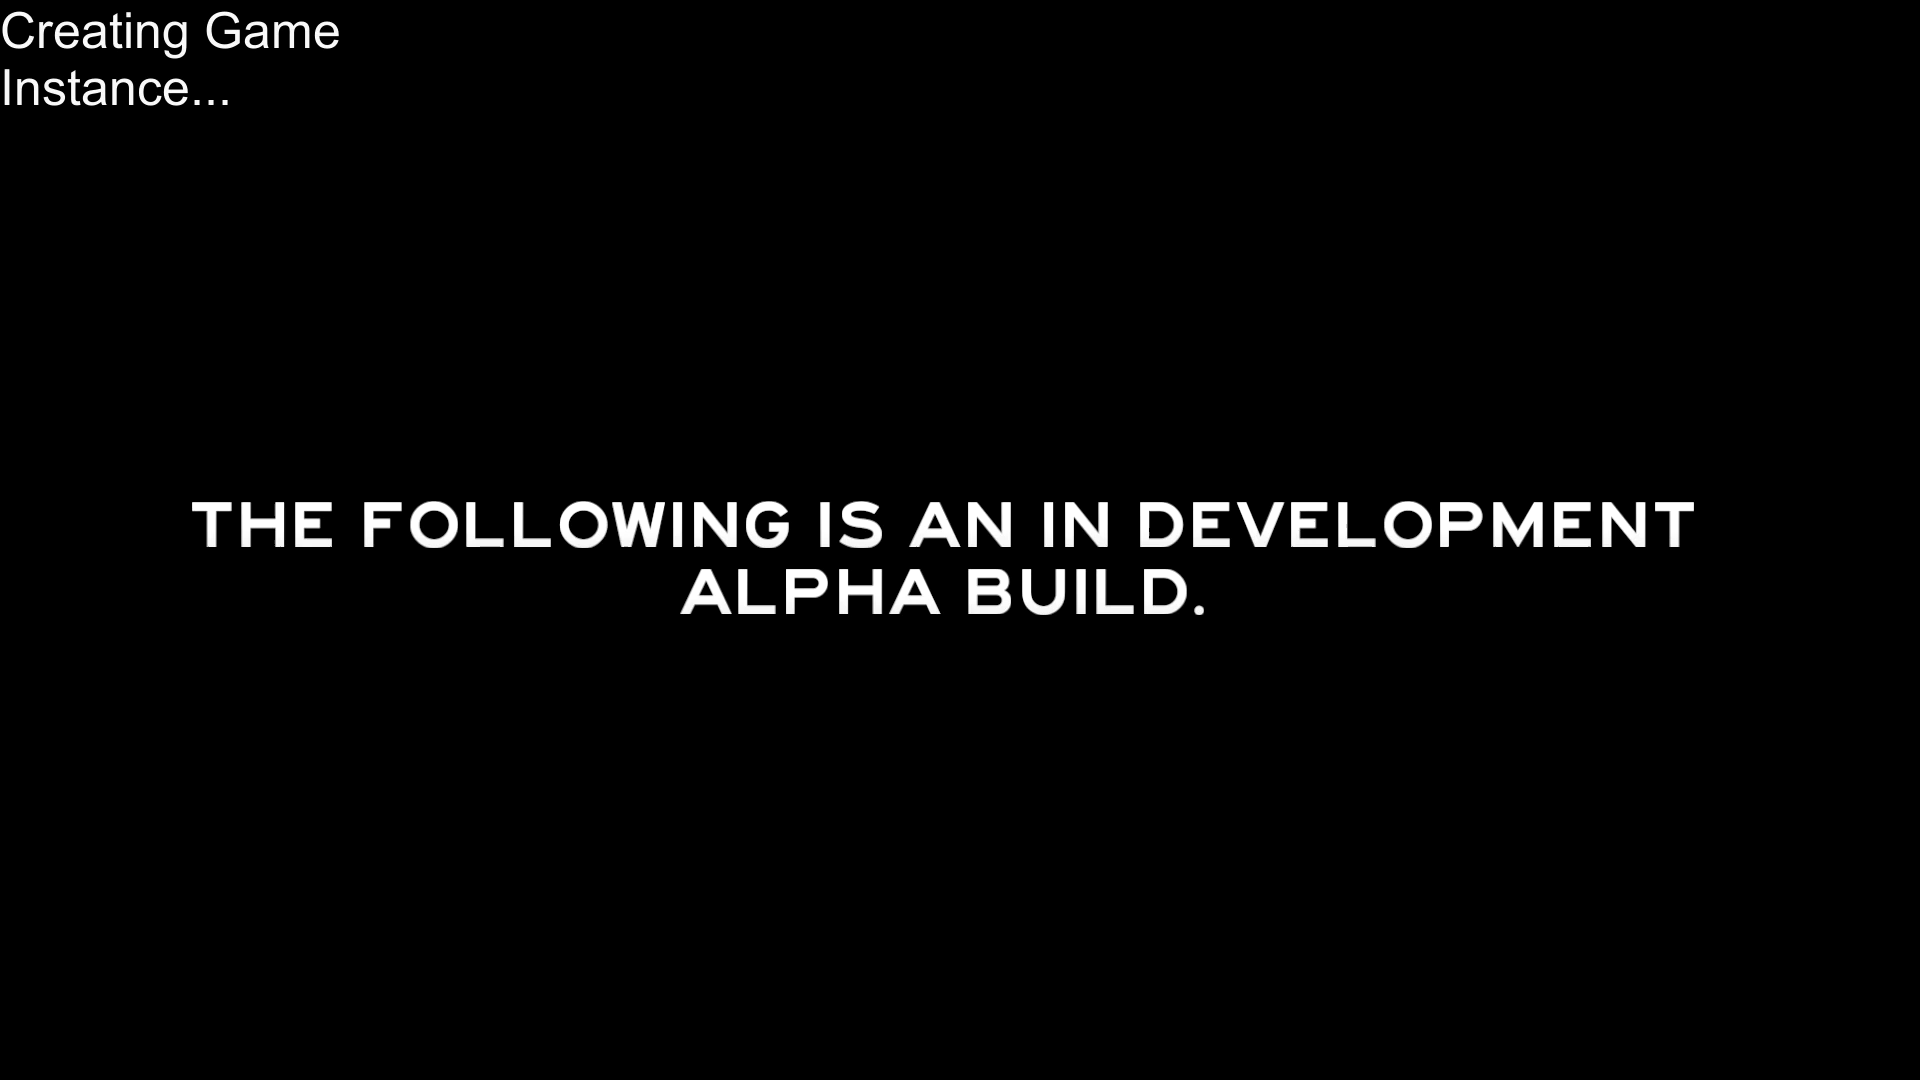 Creating Game
Instance...
THE FOLLOWING IS AN IN DEVELOPMENT
ALPHA BUILD.